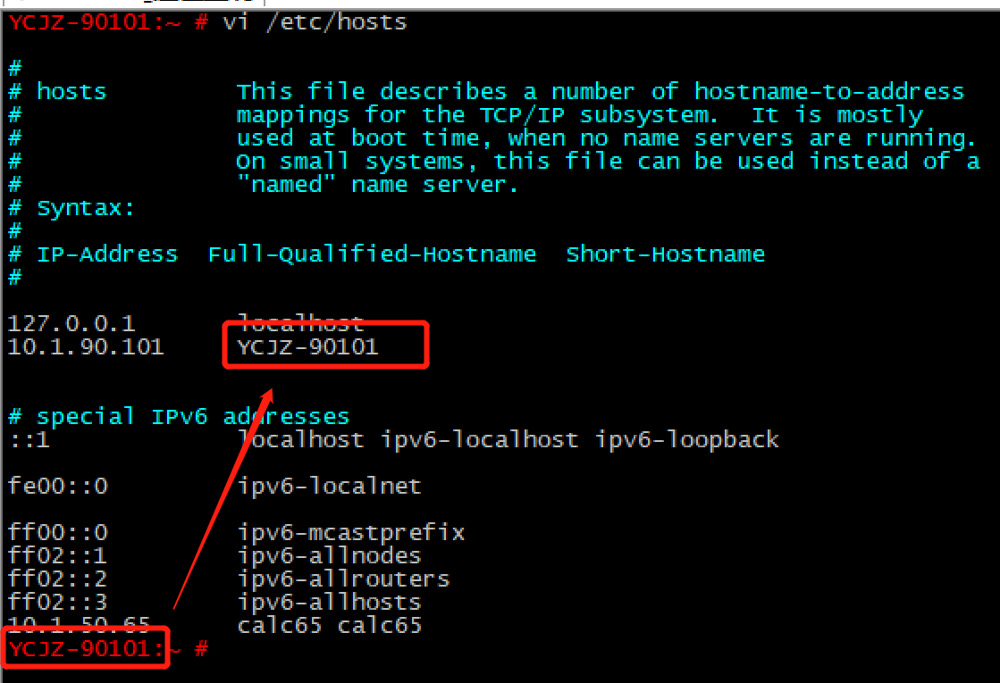 YCJZ-90101:~ # vi /etc/hosts
#
# hosts This file describes a number of hostname-to-address
# mappings for the TCP/IP subsystem. It is mostly
# used at boot time, when no name servers are running.
# On small systems, this file can be used instead of a
# "named" name server.
# Syntax:
#
# IP-Address Full-Qualified-Hostname Short-Hostname
#
127.0.0.1 localhost
10.1.90.101 YCJZ-90101
# special IPv6 addresses
::1 localhost ipv6-localhost ipv6-loopback
fe00::0 ipv6-localnet
ff00::0 ipv6-mcastprefix
ff02::1 ipv6-allnodes
ff02::2 ipv6-allrouters
ff02::3 ipv6-allhosts
10.1.50.65 calc65 calc65
YCJZ-90101:~ #